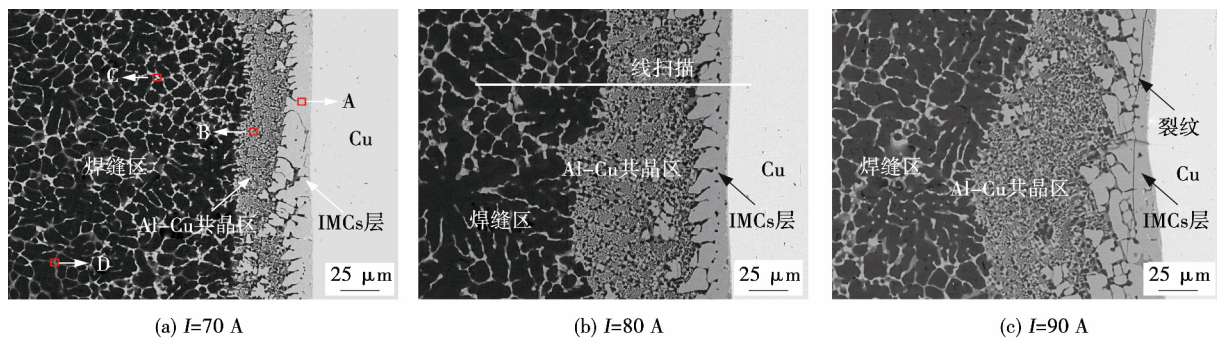 C
A
B
Cu
焊缝区
Al-Cu共晶区
IMCs层
D
25 μm
(a) I=70 A
线扫描
Al-Cu共晶区
Cu
焊缝区
IMCs层
25 μm
(b) I=80 A
裂纹
焊缝区
Cu
Al-Cu共晶区
IMCs层
25 μm
(c) I=90 A